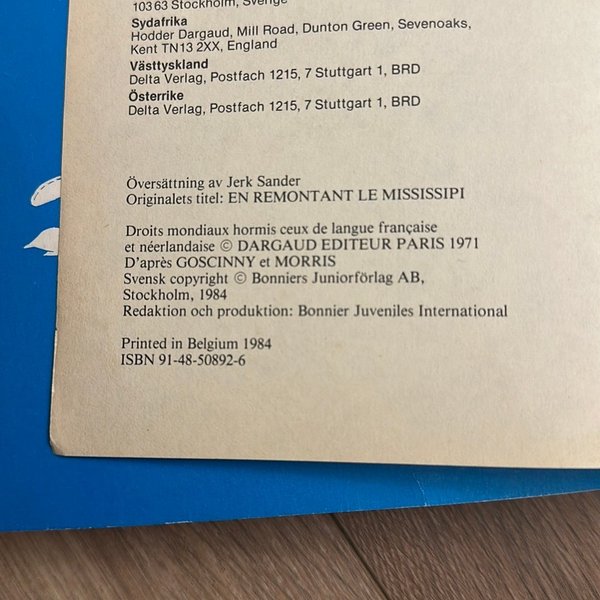 103 63 Stockholm, Sverige
Sydafrika
Hodder Dargaud, Mill Road, Dunton Green, Sevenoaks,
Kent TN13 2XX, England
Västtyskland
Delta Verlag, Postfach 1215, 7 Stuttgart 1, BRD
Österrike
Delta Verlag, Postfach 1215, 7 Stuttgart 1, BRD
Översättning av Jerk Sander
Originalets titel: EN REMONTANT LE MISSISSIPI
Droits mondiaux hormis ceux de langue française
et néerlandaise © DARGAUD EDITEUR PARIS 1971
D'après GOSCINNY et MORRIS
Svensk copyright © Bonniers Juniorförlag AB,
Stockholm, 1984
Redaktion och produktion: Bonnier Juveniles International
Printed in Belgium 1984
ISBN 91-48-50892-6